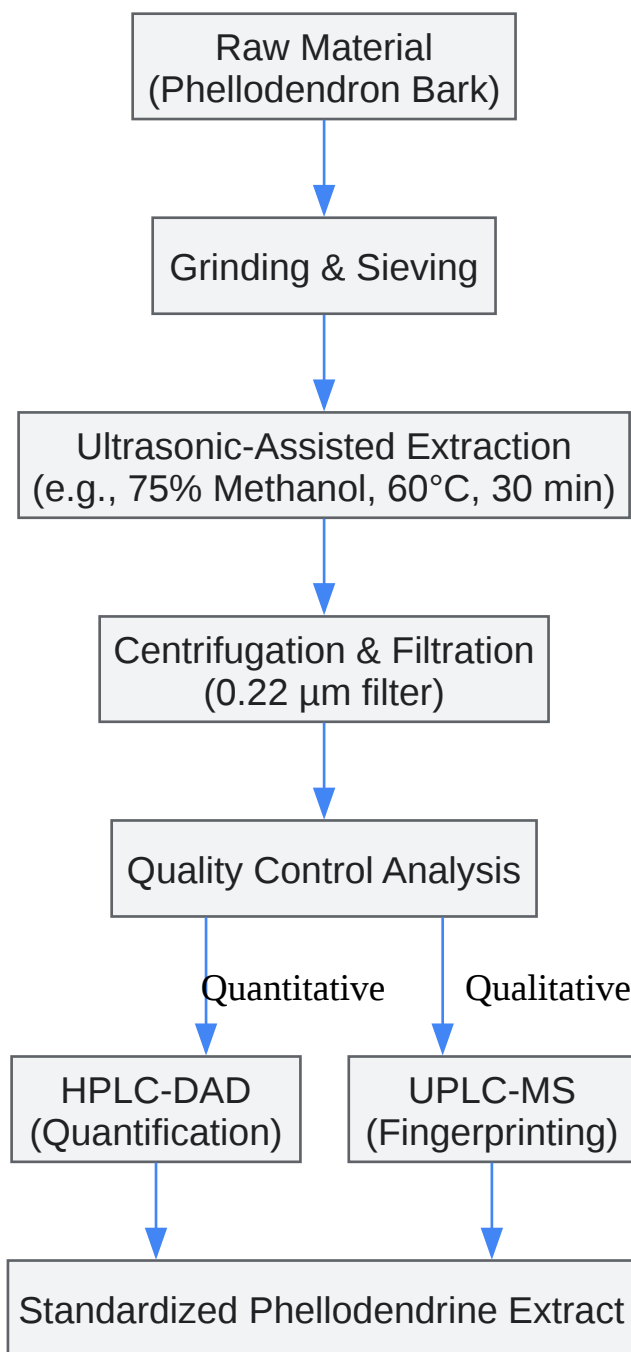 Raw Material
(Phellodendron Bark)
Grinding & Sieving
Ultrasonic-Assisted Extraction
(e.g., 75% Methanol, 60°C, 30 min)
Centrifugation & Filtration
(0.22 µm filter)
Quality Control Analysis
Quantitative
Qualitative
HPLC-DAD
(Quantification)
UPLC-MS
(Fingerprinting)
Standardized Phellodendrine Extract